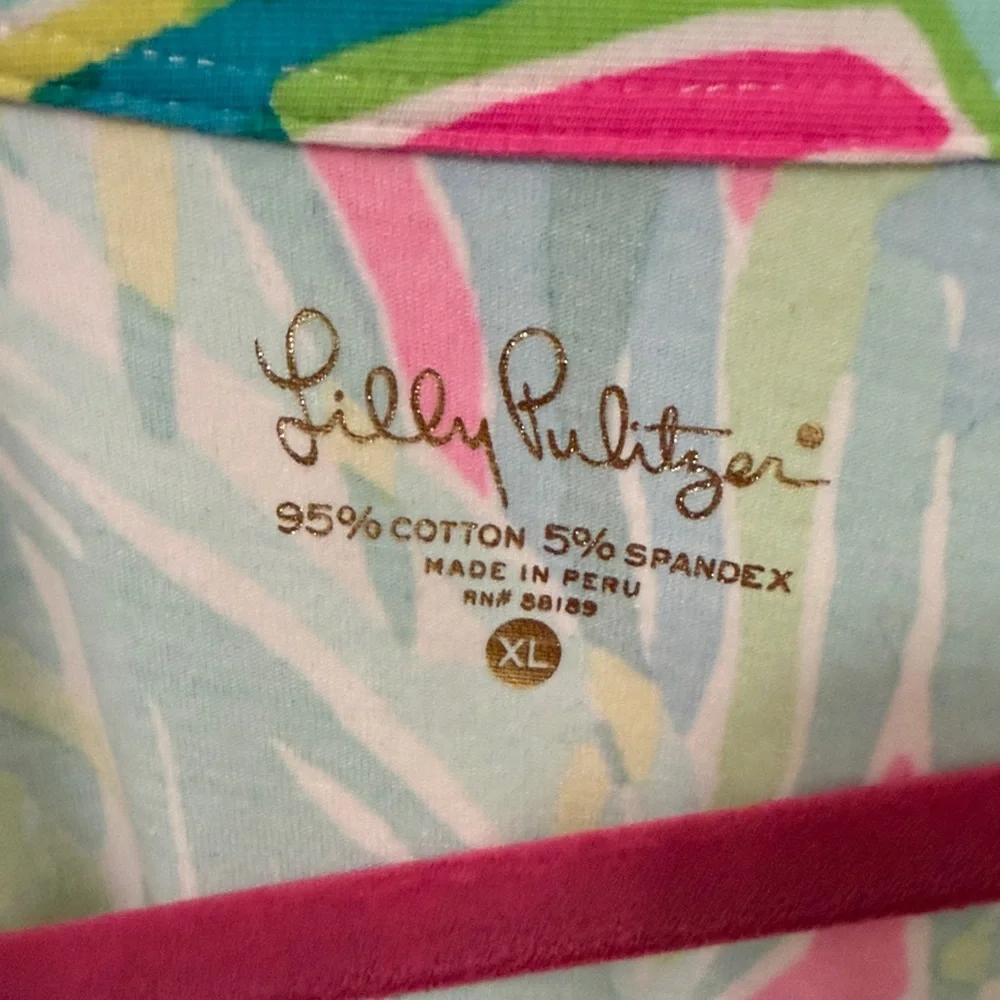 Lilly Pulitzer
95% COTTON 5% SPANDEX
MADE IN PERU
RN# 88189
XL